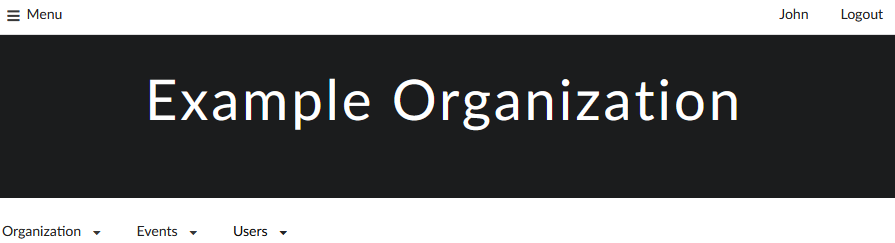 Menu John Logout
Example Organization
Organization Events Users